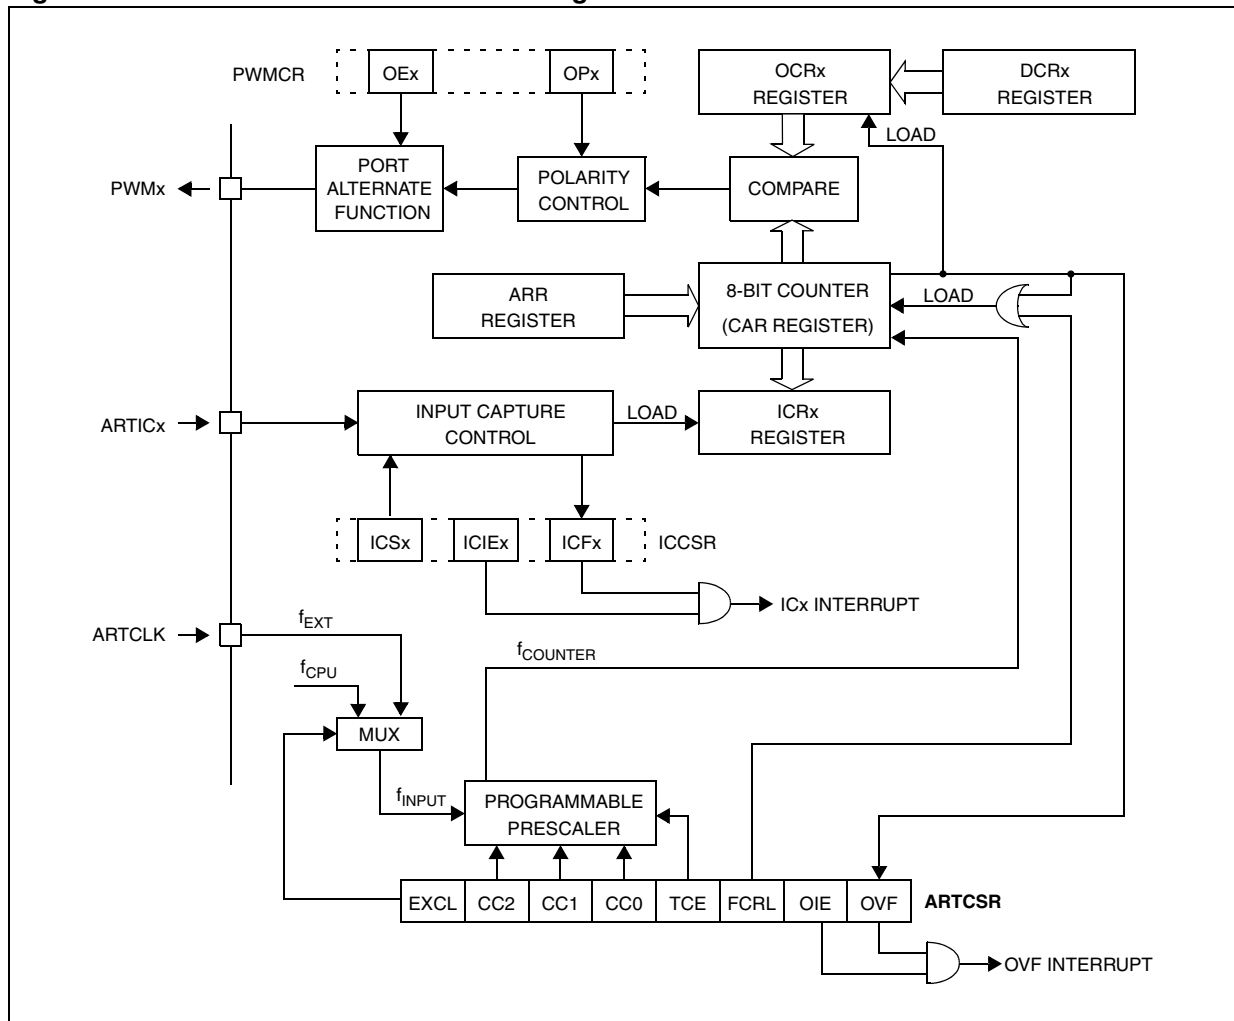 PWMCR
OEx
OPx
OCRx
REGISTER
DCRx
REGISTER
LOAD
PWMx
PORT
ALTERNATE
FUNCTION
POLARITY
CONTROL
COMPARE
ARR
REGISTER
8-BIT COUNTER
(CAR REGISTER)
LOAD
ARTICx
INPUT CAPTURE
CONTROL
LOAD
ICRx
REGISTER
ICSx
ICIEx
ICFx
ICCSR
ICx INTERRUPT
ARTCLK
fEXT
fCPU
fCOUNTER
MUX
fINPUT
PROGRAMMABLE
PRESCALER
EXCL
CC2
CC1
CC0
TCE
FCRL
OIE
OVF
ARTCSR
OVF INTERRUPT